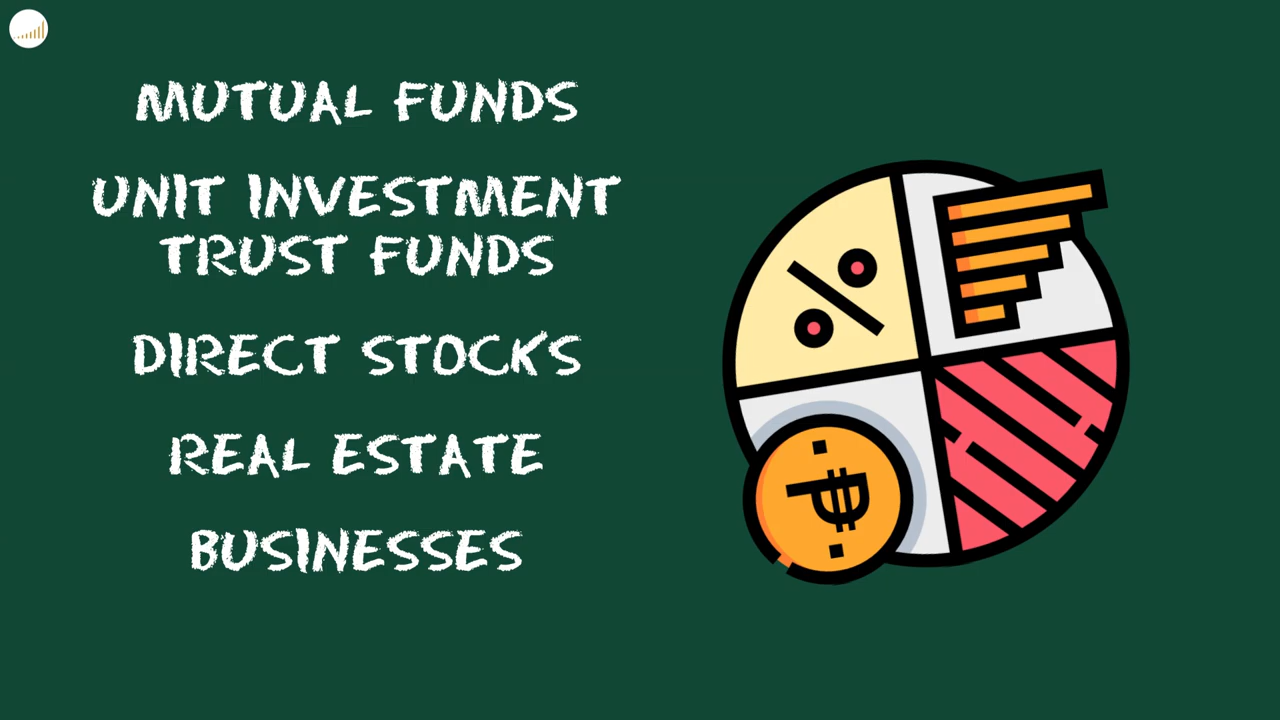 MUTUAL FUNDS
UNIT INVESTMENT
TRUST FUNDS
DIRECT STOCKS
REAL ESTATE
BUSINESSES
%
₱